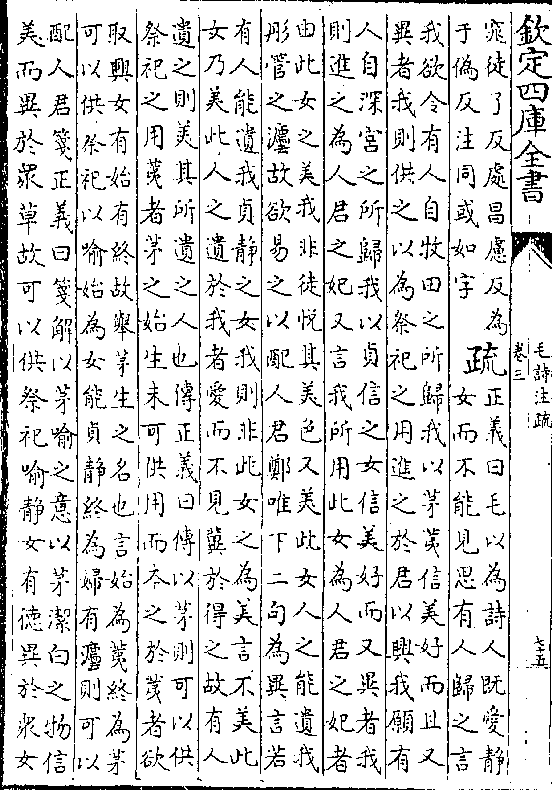 欽定四庫全書
毛詩注疏
卷三
七五
窕徒了反處昌慮反為
于偽反注同或如字
疏
正義曰毛以為詩人既愛靜
女而不能見思有人歸之言
我欲令有人自牧田之所歸我以茅荑信美好而且又
異者我則供之以為祭祀之用進之於君以興我願有
人自深宮之所歸我以貞信之女信美好而又異者我
則進之為人君之妃又言我所用此女為人君之妃者
由此女之美我非徒悅其美色又美此女人之能遺我
彤管之灋故欲易之以配人君鄭唯下二句為異言若
有人能遺我貞靜之女我則非此女之為美言不美此
女乃美此人之遺於我者愛而不見冀於得之故有人
遺之則美其所遺之人也傳正義曰傳以茅則可以供
祭祀之用荑者茅之始生未可供用而本之於荑者欲
取興女有始有終故舉茅生之名也言始為荑終為茅
可以供祭祀以喻始為女能貞靜終為婦有灋則可以
配人君箋正義曰箋解以茅喻之意以茅潔白之物信
美而異於眾草故可以供祭祀喻靜女有德異於眾女